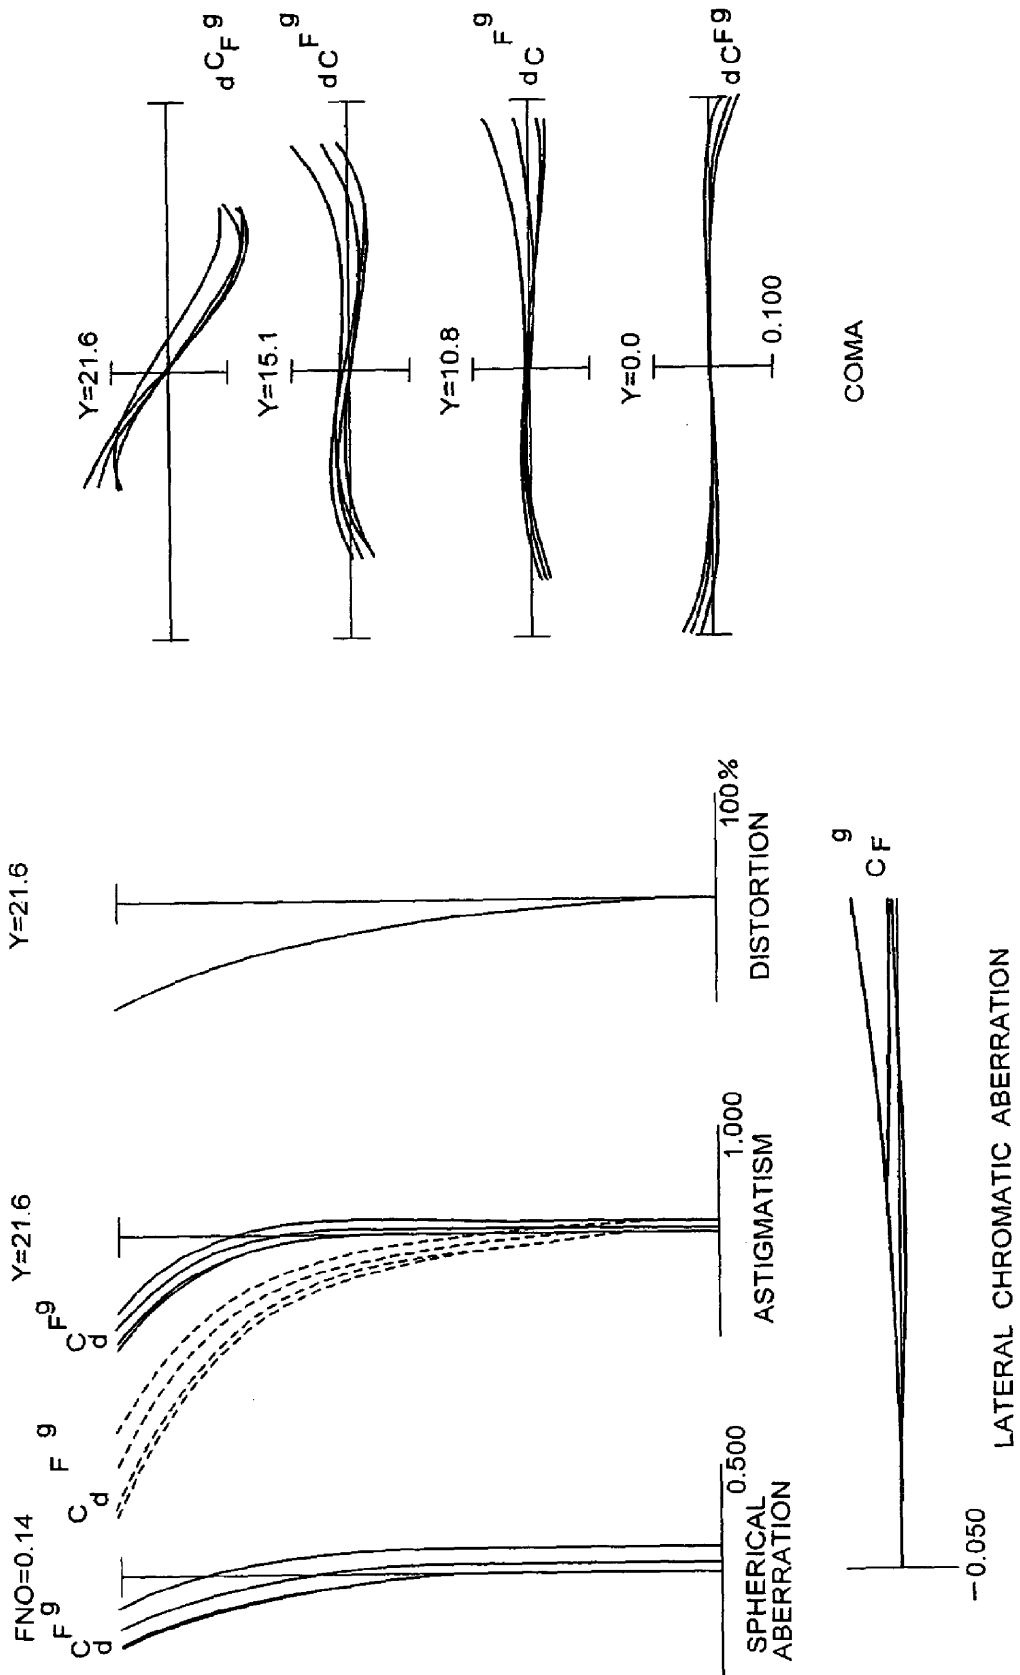 FNO=0.14
F g
C d
0.500
SPHERICAL
ABERRATION
Y=21.6
C d F g
C d F g
1.000
ASTIGMATISM
Y=21.6
100%
DISTORTION
Y=21.6
d C F g
Y=15.1
d C F g
Y=10.8
d C F g
Y=0.0
d C F g
0.100
COMA
g
C F
-0.050
LATERAL CHROMATIC ABERRATION